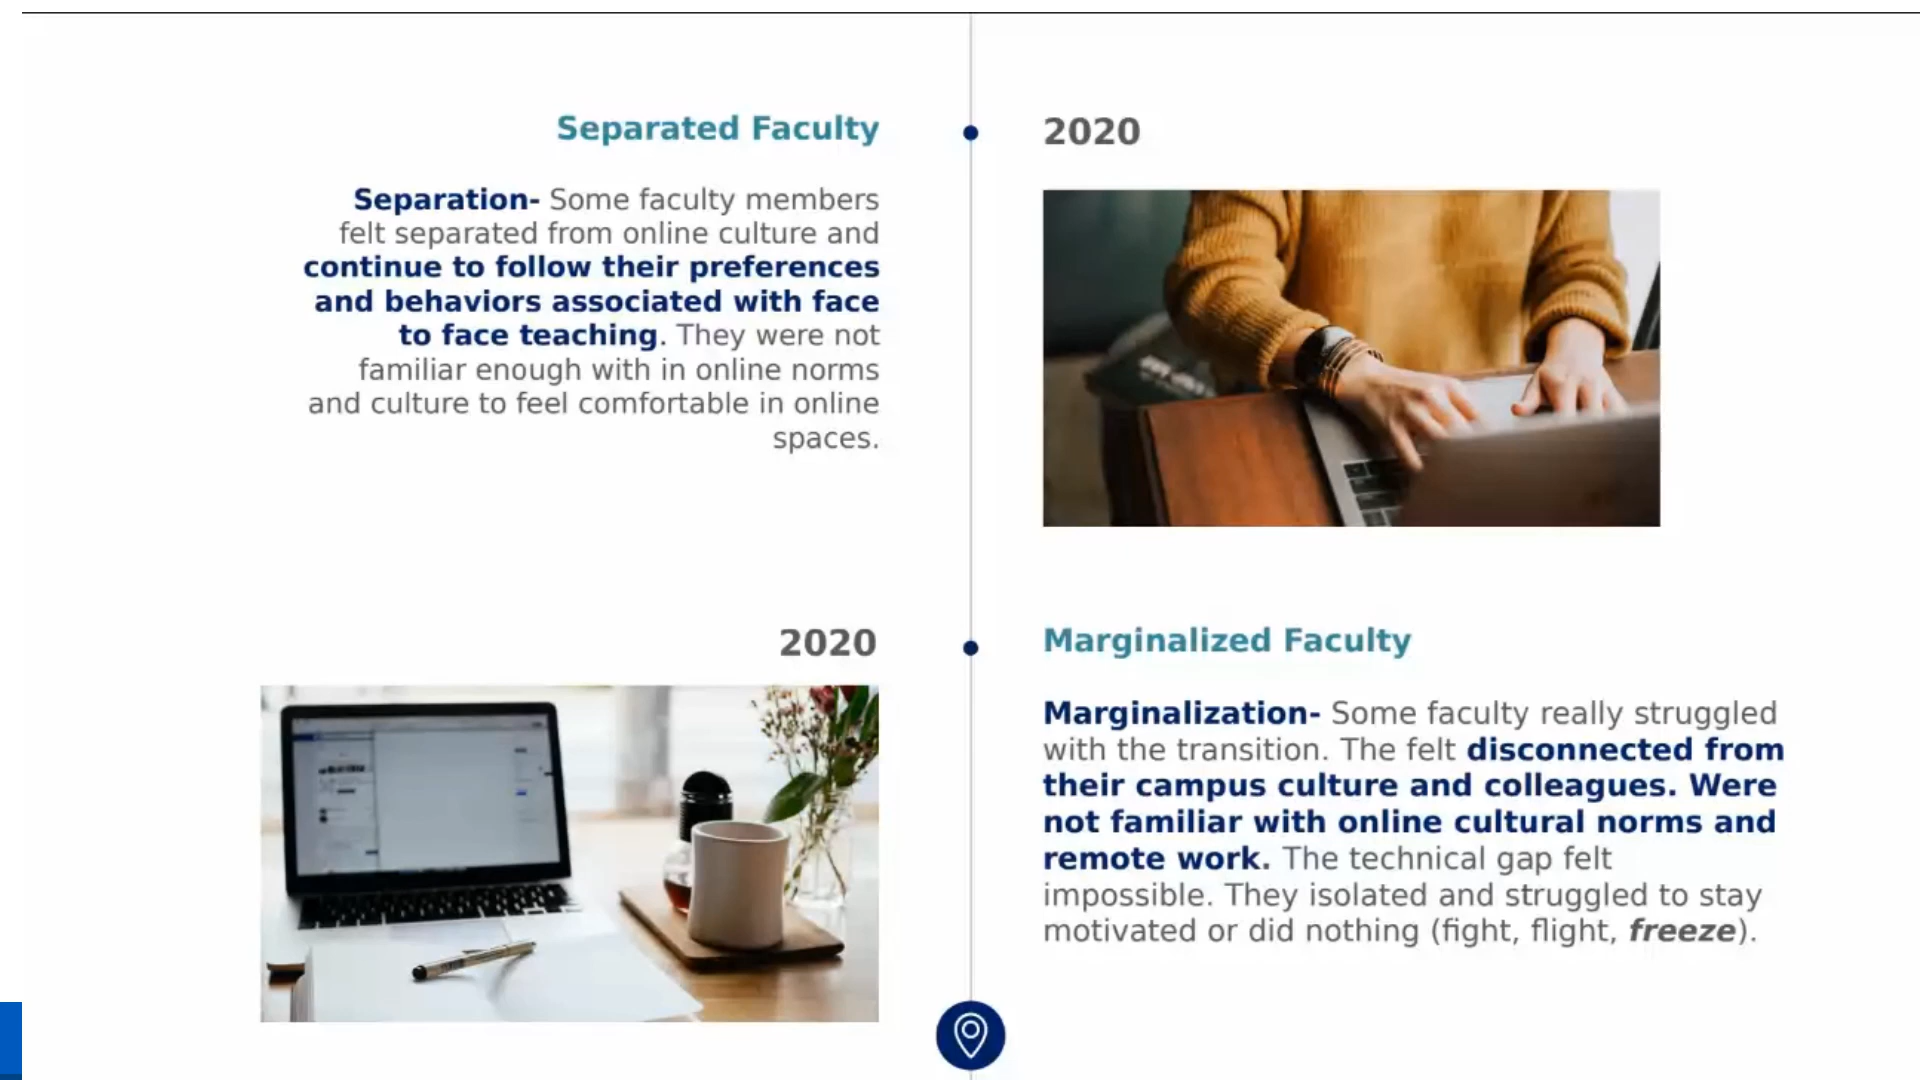 Separated Faculty
2020
Separation- Some faculty members
felt separated from online culture and
continue to follow their preferences
and behaviors associated with face
to face teaching. They were not
familiar enough with in online norms
and culture to feel comfortable in online
spaces.
2020
Marginalized Faculty
Marginalization- Some faculty really struggled
with the transition. The felt disconnected from
their campus culture and colleagues. Were
not familiar with online cultural norms and
remote work. The technical gap felt
impossible. They isolated and struggled to stay
motivated or did nothing (fight, flight, freeze).